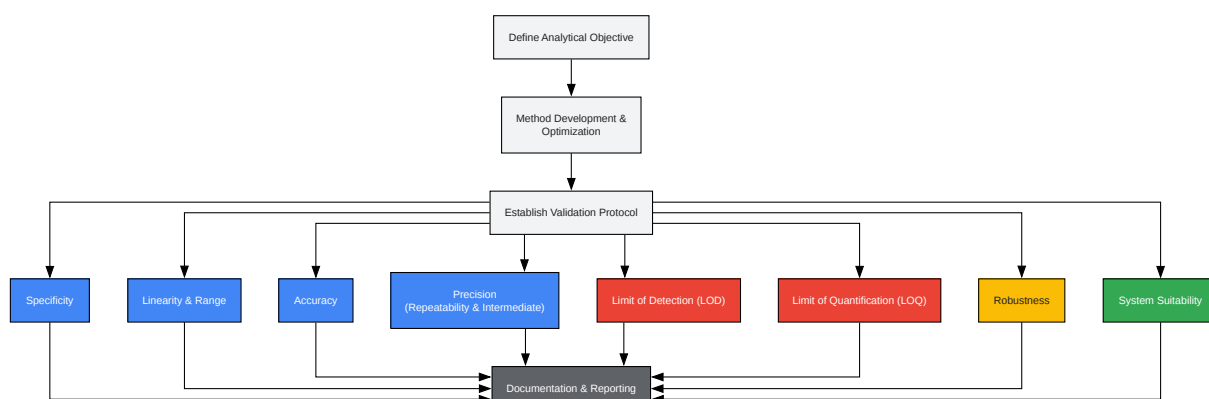 Define Analytical Objective
Method Development &
Optimization
Establish Validation Protocol
Specificity
Linearity & Range
Accuracy
Precision
(Repeatability & Intermediate)
Limit of Detection (LOD)
Limit of Quantification (LOQ)
Robustness
System Suitability
Documentation & Reporting